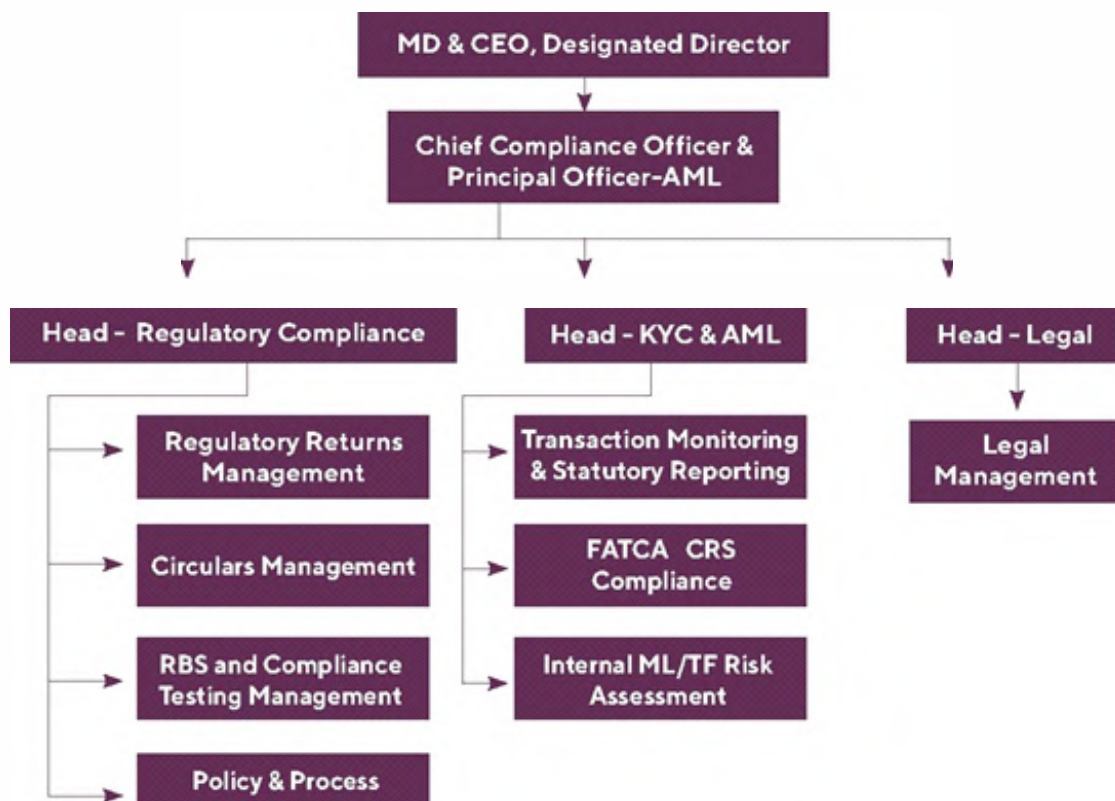 MD & CEO, Designated Director
Chief Compliance Officer &
Principal Officer-AML
Head - Regulatory Compliance
Regulatory Returns
Management
Circulars Management
RBS and Compliance
Testing Management
Policy & Process
Head - KYC & AML
Transaction Monitoring
& Statutory Reporting
FATCA CRS
Compliance
Internal ML/TF Risk
Assessment
Head - Legal
Legal
Management